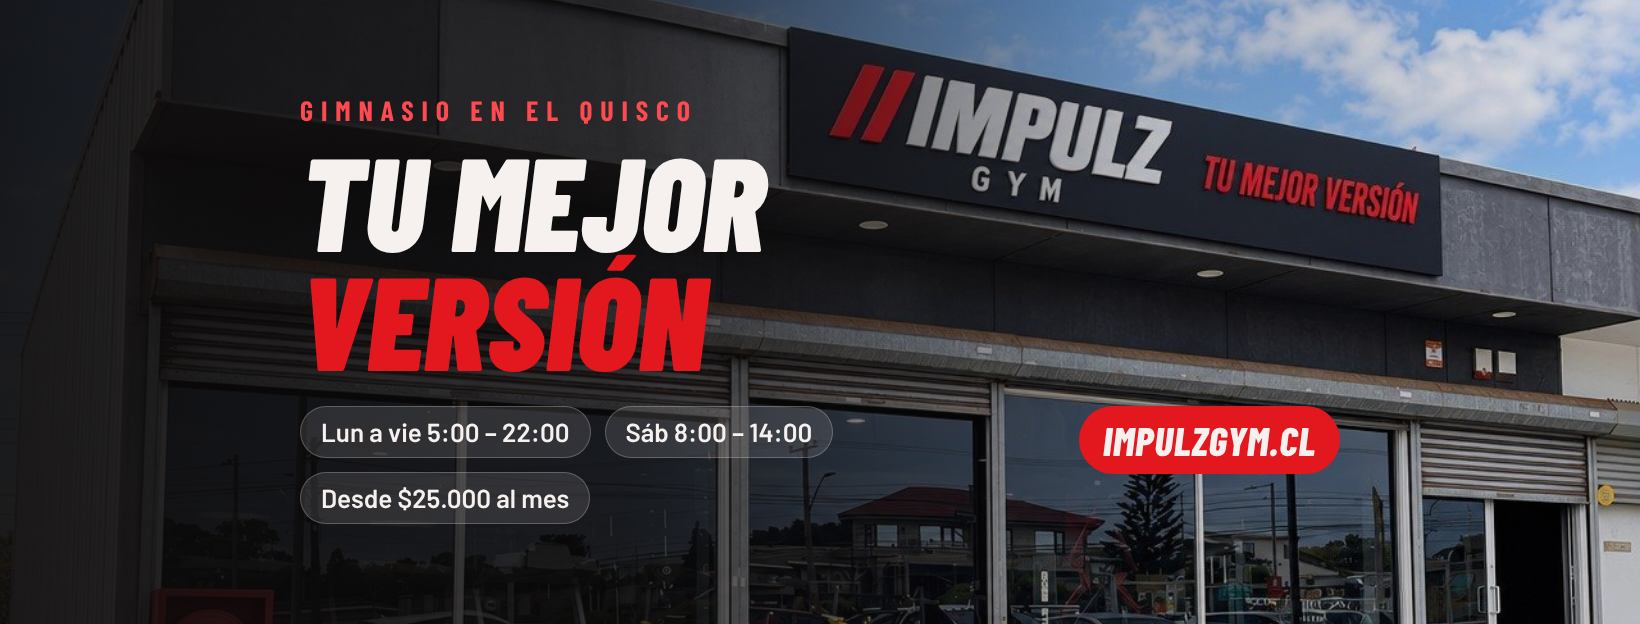 GIMNASIO EN EL QUISCO
TU MEJOR
VERSIÓN
Lun a vie 5:00 – 22:00
Sáb 8:00 – 14:00
Desde $25.000 al mes
//IMPULZ
GYM
TU MEJOR VERSIÓN
IMPULZGYM.CL